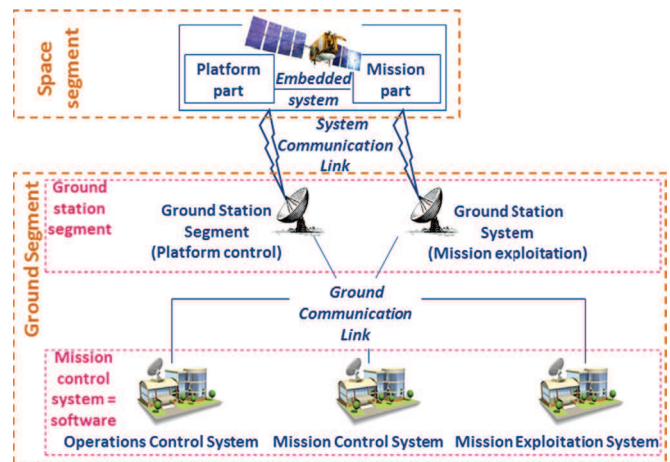 Space
segment
Platform
part
Embedded
system
Mission
part
System
Communication
Link
Ground Segment
Ground
station
segment
Ground Station
Segment
(Platform control)
Ground Station
System
(Mission exploitation)
Ground
Communication
Link
Mission
control
system =
software
Operations Control System
Mission Control System
Mission Exploitation System